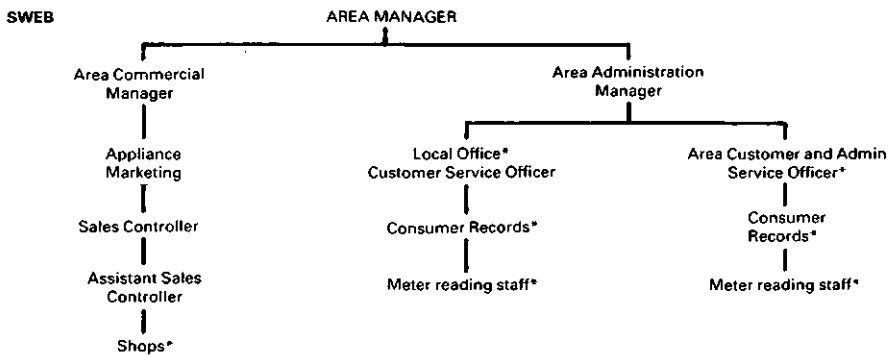 SWEB
AREA MANAGER
Area Commercial
Manager
Area Administration
Manager
Appliance
Marketing
Local Office*
Customer Service Officer
Area Customer and Admin
Service Officer*
Sales Controller
Consumer Records*
Consumer
Records*
Assistant Sales
Controller
Meter reading staff*
Meter reading staff*
Shops*